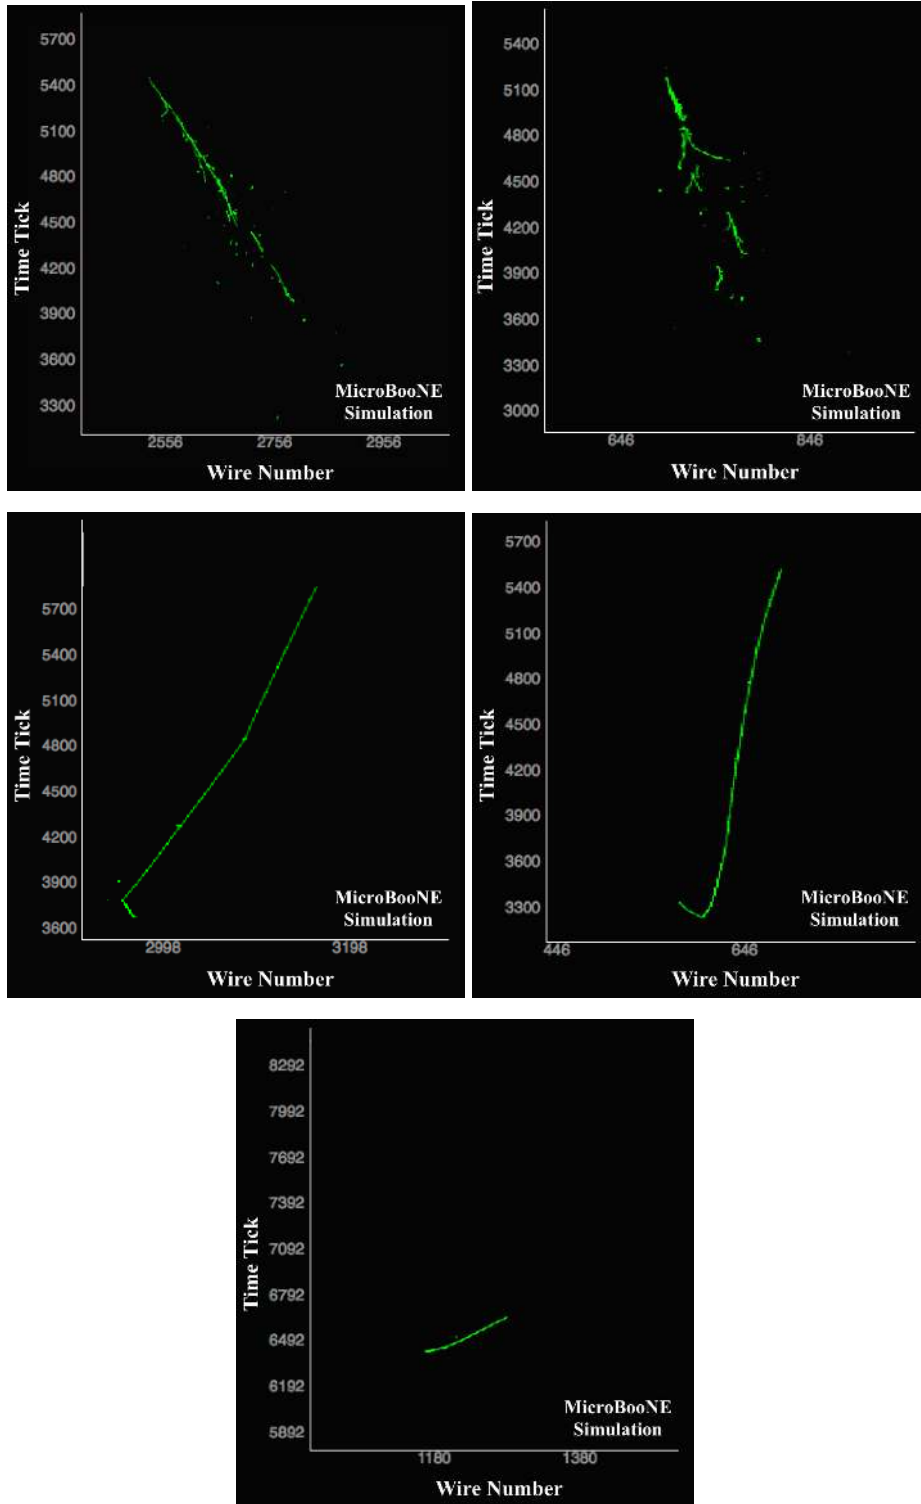 5700
5400
5100
4800
4500
4200
3900
3600
3300
Time Tick
MicroBooNE
Simulation
2556 2756 2956
Wire Number
5400
5100
4800
4500
4200
3900
3600
3300
3000
Time Tick
MicroBooNE
Simulation
646 846
Wire Number
5700
5400
5100
4800
4500
4200
3900
3600
Time Tick
MicroBooNE
Simulation
2998 3198
Wire Number
5700
5400
5100
4800
4500
4200
3900
3600
3300
Time Tick
MicroBooNE
Simulation
446 646
Wire Number
8292
7992
7692
7392
7092
6792
6492
6192
5892
Time Tick
MicroBooNE
Simulation
1180 1380
Wire Number